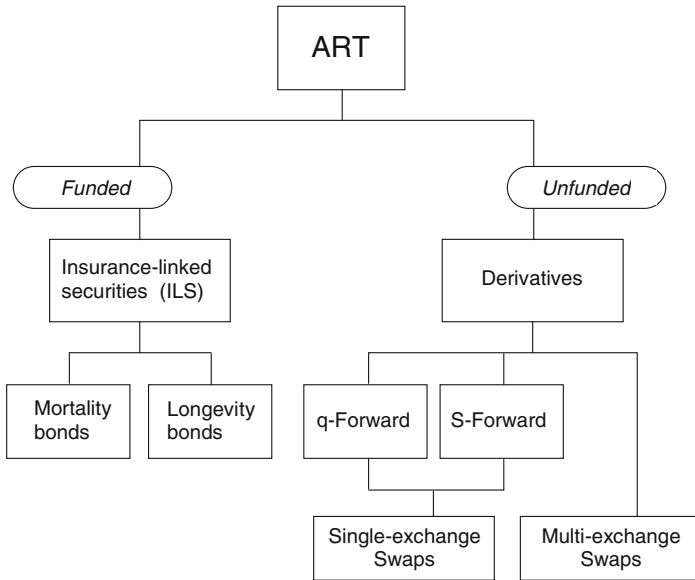 ART
Funded
Unfunded
Insurance-linked
securities (ILS)
Derivatives
Mortality
bonds
Longevity
bonds
q-Forward
S-Forward
Single-exchange
Swaps
Multi-exchange
Swaps